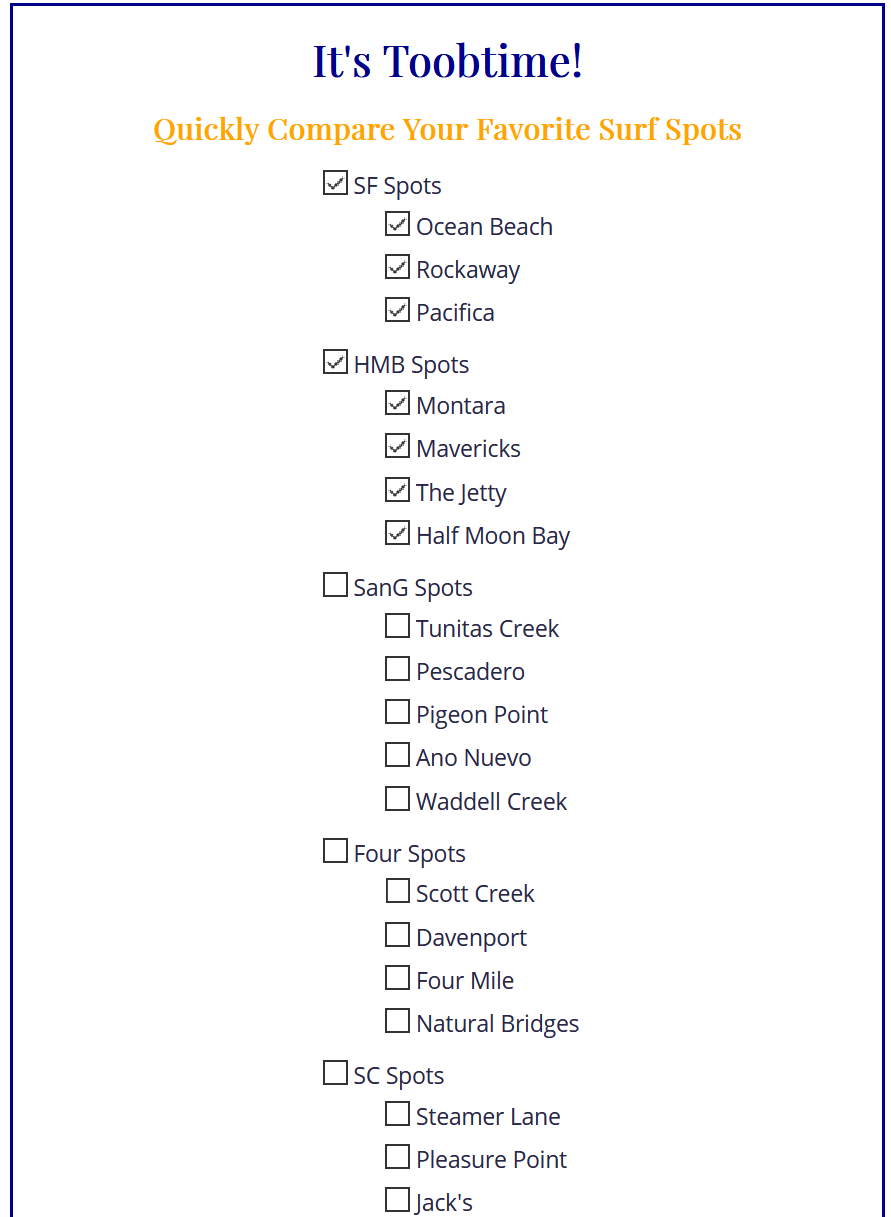 It's Toobtime!
Quickly Compare Your Favorite Surf Spots
SF Spots
Ocean Beach
Rockaway
Pacifica
HMB Spots
Montara
Mavericks
The Jetty
Half Moon Bay
SanG Spots
Tunitas Creek
Pescadero
Pigeon Point
Ano Nuevo
Waddell Creek
Four Spots
Scott Creek
Davenport
Four Mile
Natural Bridges
SC Spots
Steamer Lane
Pleasure Point
Jack's